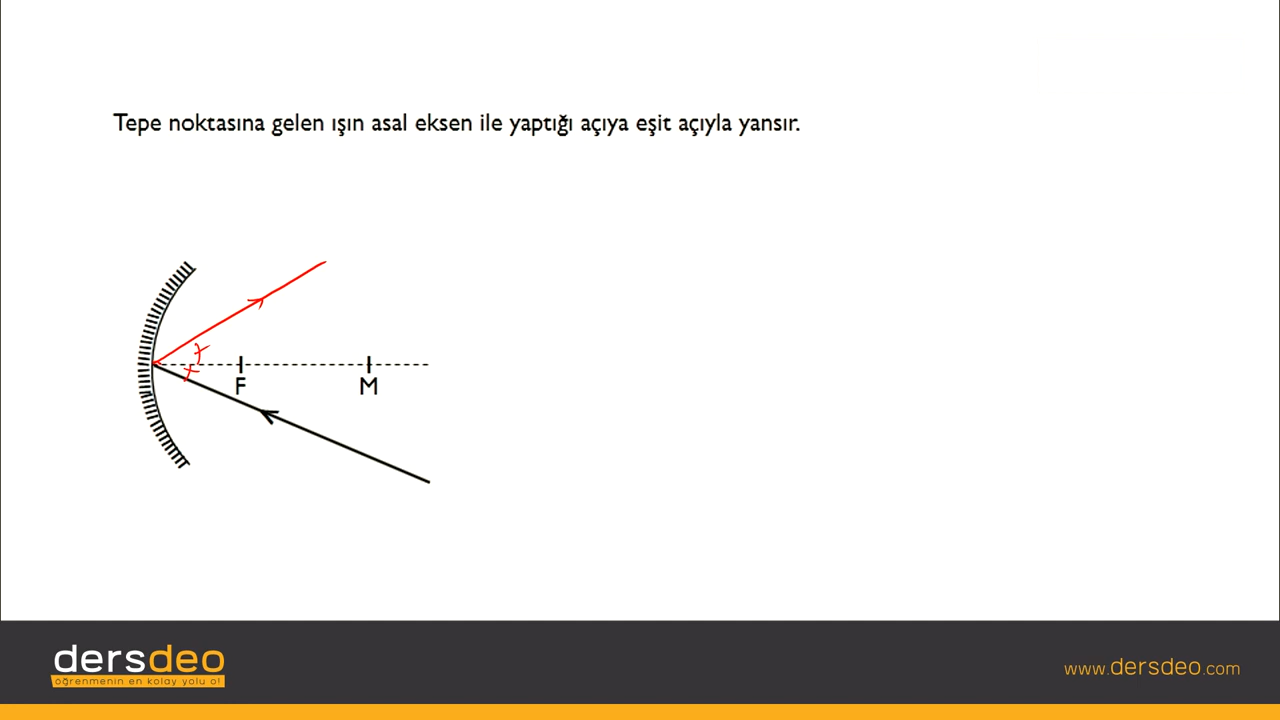 Tepe noktasına gelen ışın asal eksen ile yaptığı açıya eşit açıyla yansır.
x
x
F
M
dersdeo
öğrenmenin en kolay yolu o!
www.dersdeo.com